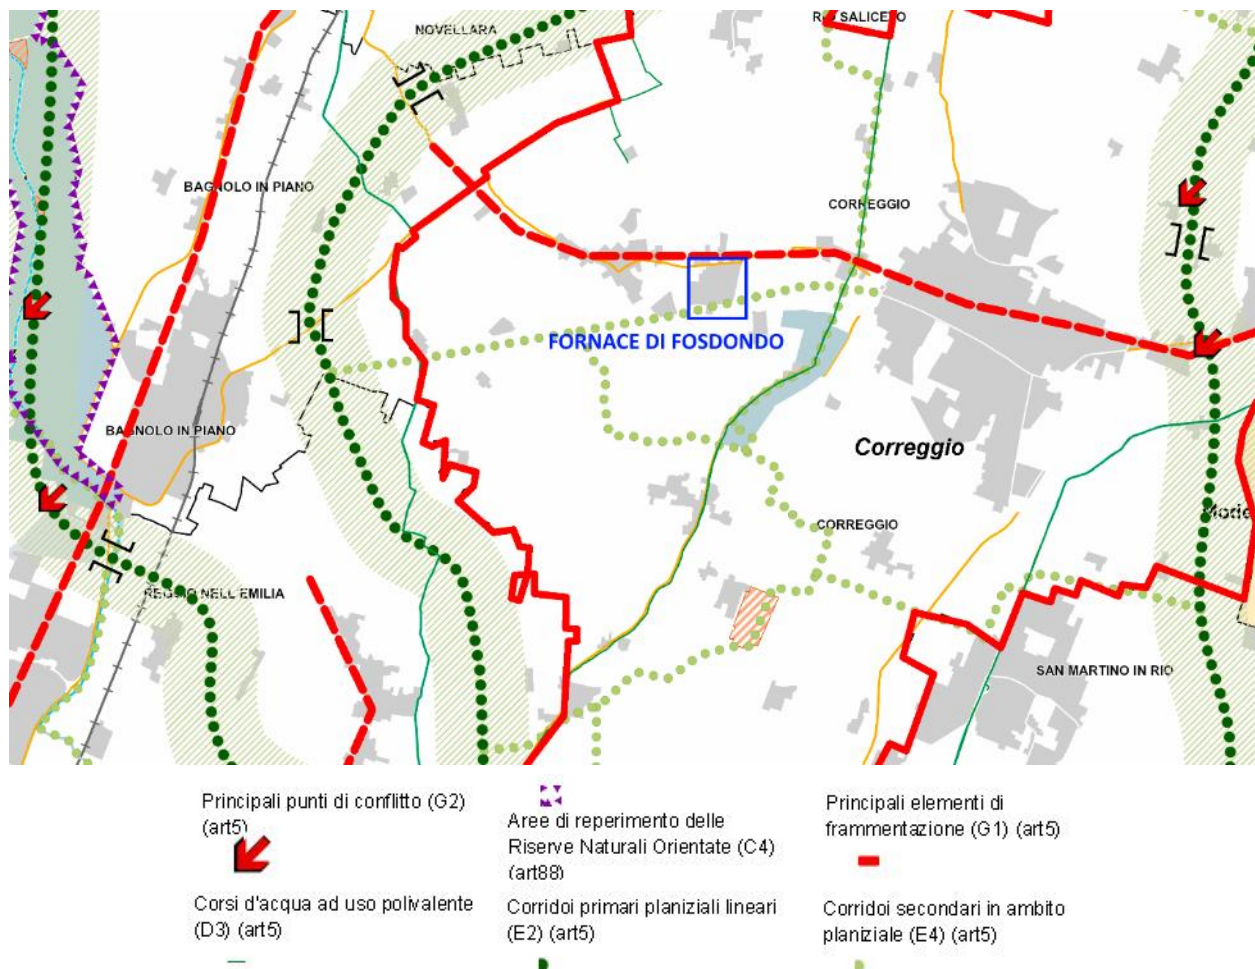 NOVELLARA
RIO SALICETO
BAGNOLO IN PIANO
CORREGGIO
FORNACE DI FOSDONDO
BAGNOLO IN PIANO
Correggio
CORREGGIO
REGGIO NELL'EMILIA
SAN MARTINO IN RIO
Principali punti di conflitto (G2)
(art5)
Aree di reperimento delle
Riserve Naturali Orientate (C4)
(art88)
Principali elementi di
frammentazione (G1) (art5)
Corsi d'acqua ad uso polivalente
(D3) (art5)
Corridoi primari planiziali lineari
(E2) (art5)
Corridoi secondari in ambito
planiziale (E4) (art5)